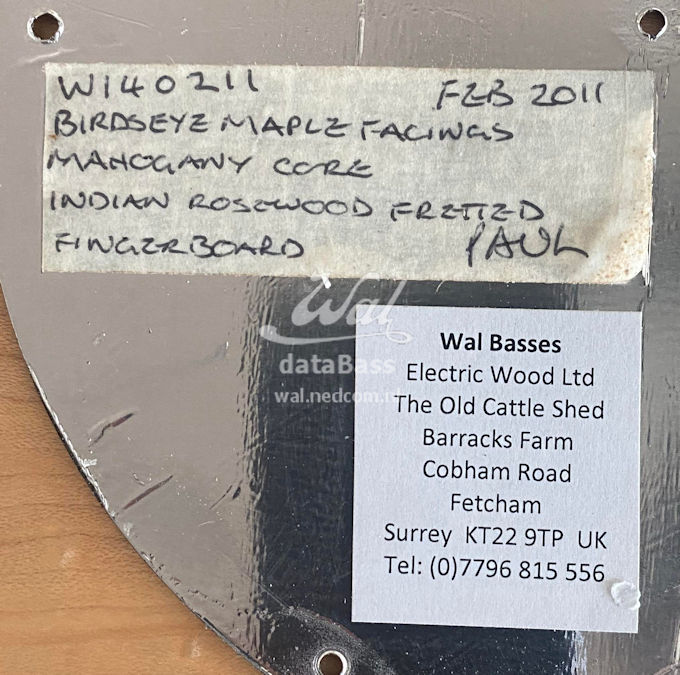 W140211 FEB 2011
BIRDSEYE MAPLE FACINGS
MAHOGANY CORE
INDIAN ROSEWOOD FRETTED
FINGERBOARD PAUL
Wal
dataBass
wal.nedcom.nl
Wal Basses
Electric Wood Ltd
The Old Cattle Shed
Barracks Farm
Cobham Road
Fetcham
Surrey KT22 9TP UK
Tel: (0)7796 815 556